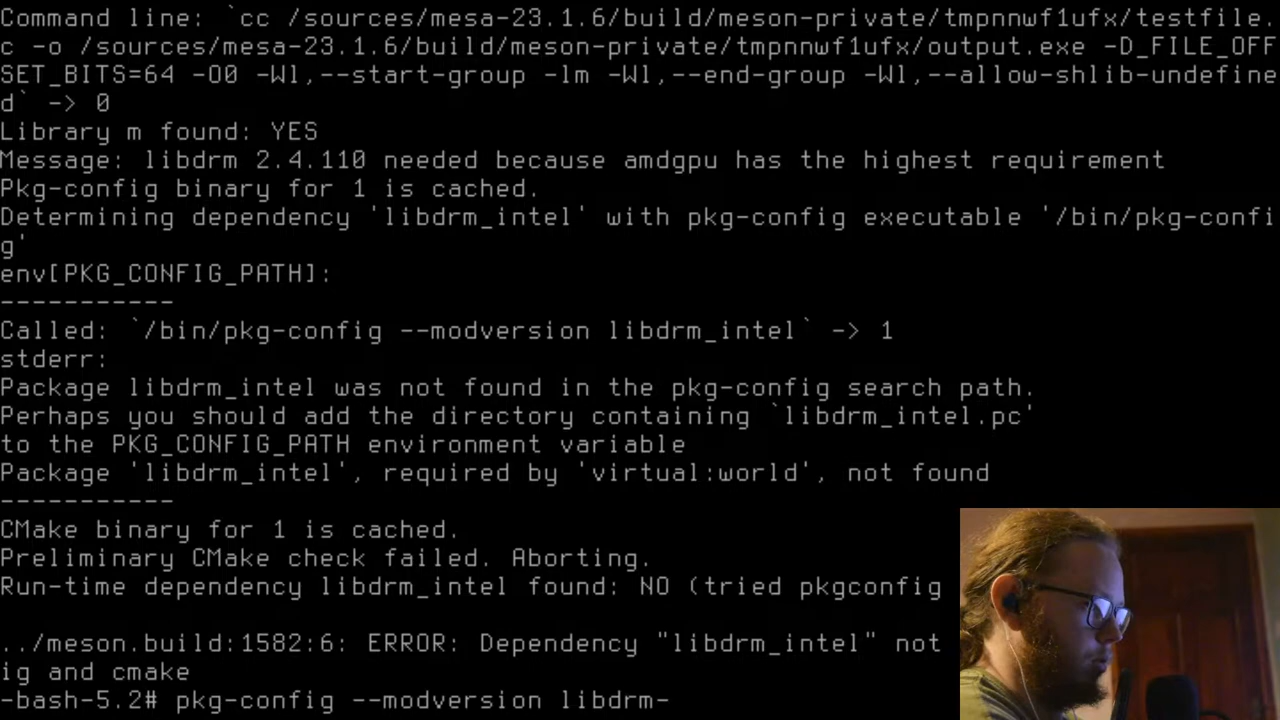 Command line: `cc /sources/mesa-23.1.6/build/meson-private/tmpnnwf1ufx/testfile.
c -o /sources/mesa-23.1.6/build/meson-private/tmpnnwf1ufx/output.exe -D_FILE_OFF
SET_BITS=64 -O0 -Wl,--start-group -lm -Wl,--end-group -Wl,--allow-shlib-undefine
d` -> 0
Library m found: YES
Message: libdrm 2.4.110 needed because amdgpu has the highest requirement
Pkg-config binary for 1 is cached.
Determining dependency 'libdrm_intel' with pkg-config executable '/bin/pkg-confi
g'
env[PKG_CONFIG_PATH]:
-----------
Called: `/bin/pkg-config --modversion libdrm_intel` -> 1
stderr:
Package libdrm_intel was not found in the pkg-config search path.
Perhaps you should add the directory containing `libdrm_intel.pc'
to the PKG_CONFIG_PATH environment variable
Package 'libdrm_intel', required by 'virtual:world', not found
-----------
CMake binary for 1 is cached.
Preliminary CMake check failed. Aborting.
Run-time dependency libdrm_intel found: NO (tried pkgconfig
../meson.build:1582:6: ERROR: Dependency "libdrm_intel" not
ig and cmake
-bash-5.2# pkg-config --modversion libdrm-